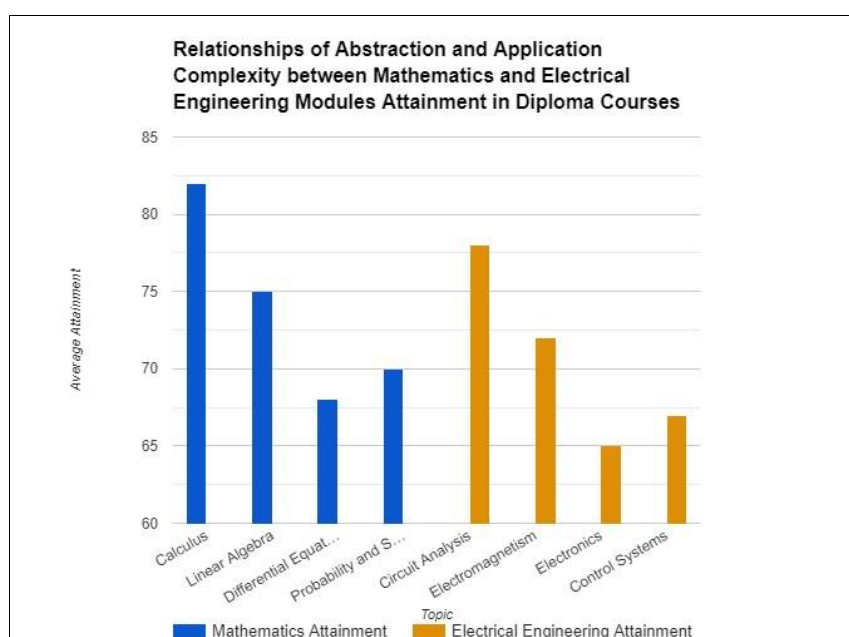 Relationships of Abstraction and Application
Complexity between Mathematics and Electrical
Engineering Modules Attainment in Diploma Courses
85
80
75
70
65
60
Average Attainment
Calculus
Linear Algebra
Differential Equat...
Probability and S...
Circuit Analysis
Electromagnetism
Electronics
Control Systems
Topic
Mathematics Attainment
Electrical Engineering Attainment